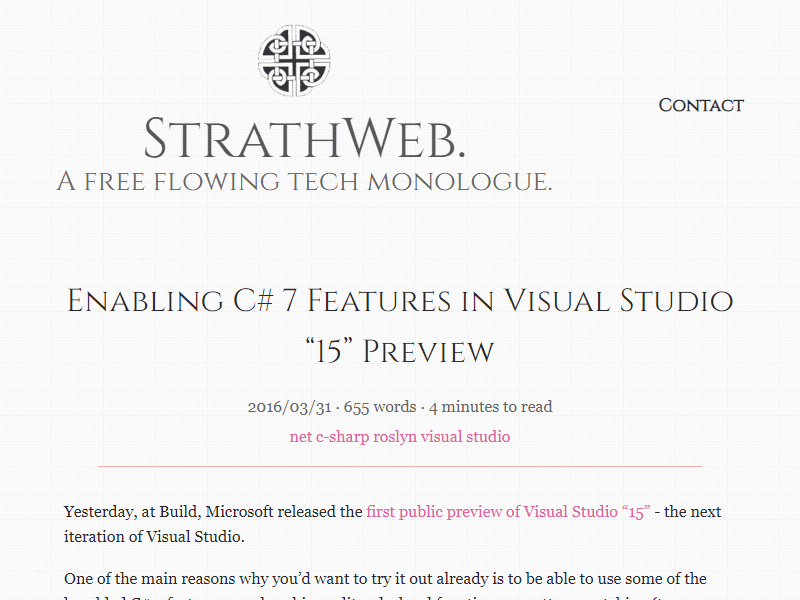 StrathWeb.
A free flowing tech monologue.
Contact
Enabling C# 7 Features in Visual Studio
“15” Preview
2016/03/31 · 655 words · 4 minutes to read
net c-sharp roslyn visual studio
Yesterday, at Build, Microsoft released the first public preview of Visual Studio “15” - the next
iteration of Visual Studio.
One of the main reasons why you’d want to try it out already is to be able to use some of the